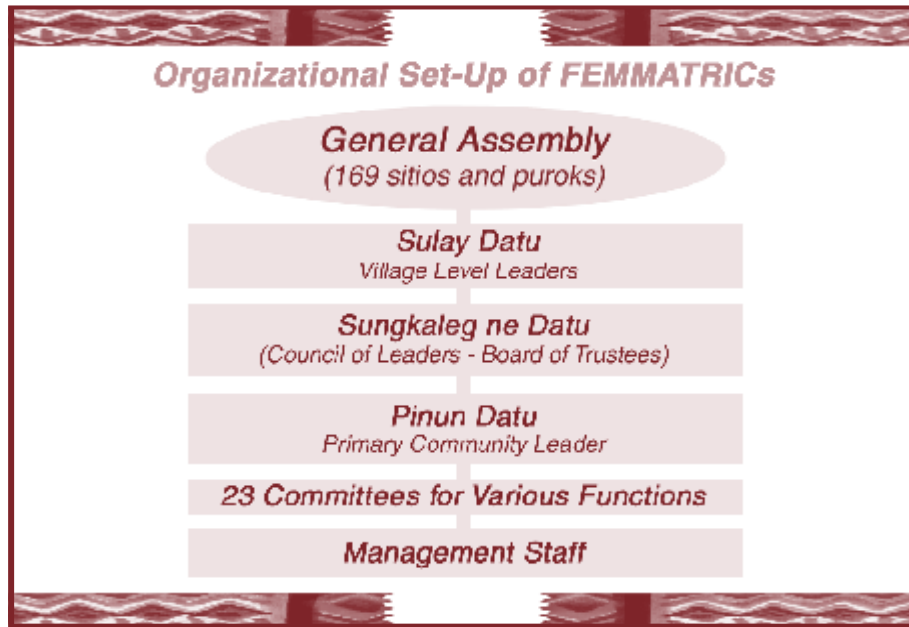 Organizational Set-Up of FEMMATRICs
General Assembly
(169 sitios and puroks)
Sulay Datu
Village Level Leaders
Sungkaleg ne Datu
(Council of Leaders - Board of Trustees)
Pinun Datu
Primary Community Leader
23 Committees for Various Functions
Management Staff